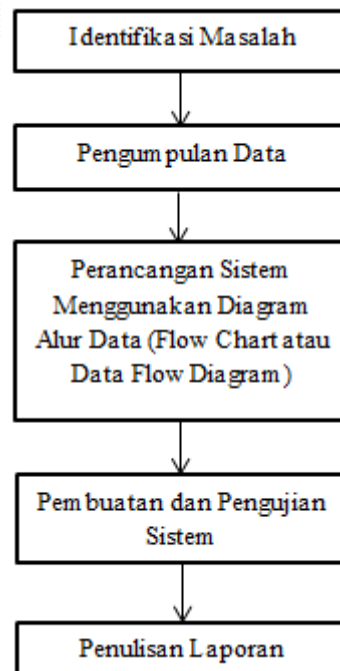 Identifikasi Masalah
Pengumpulan Data
Perancangan Sistem
Menggunakan Diagram
Alur Data (Flow Chart atau
Data Flow Diagram)
Pembuatan dan Pengujian
Sistem
Penulisan Laporan